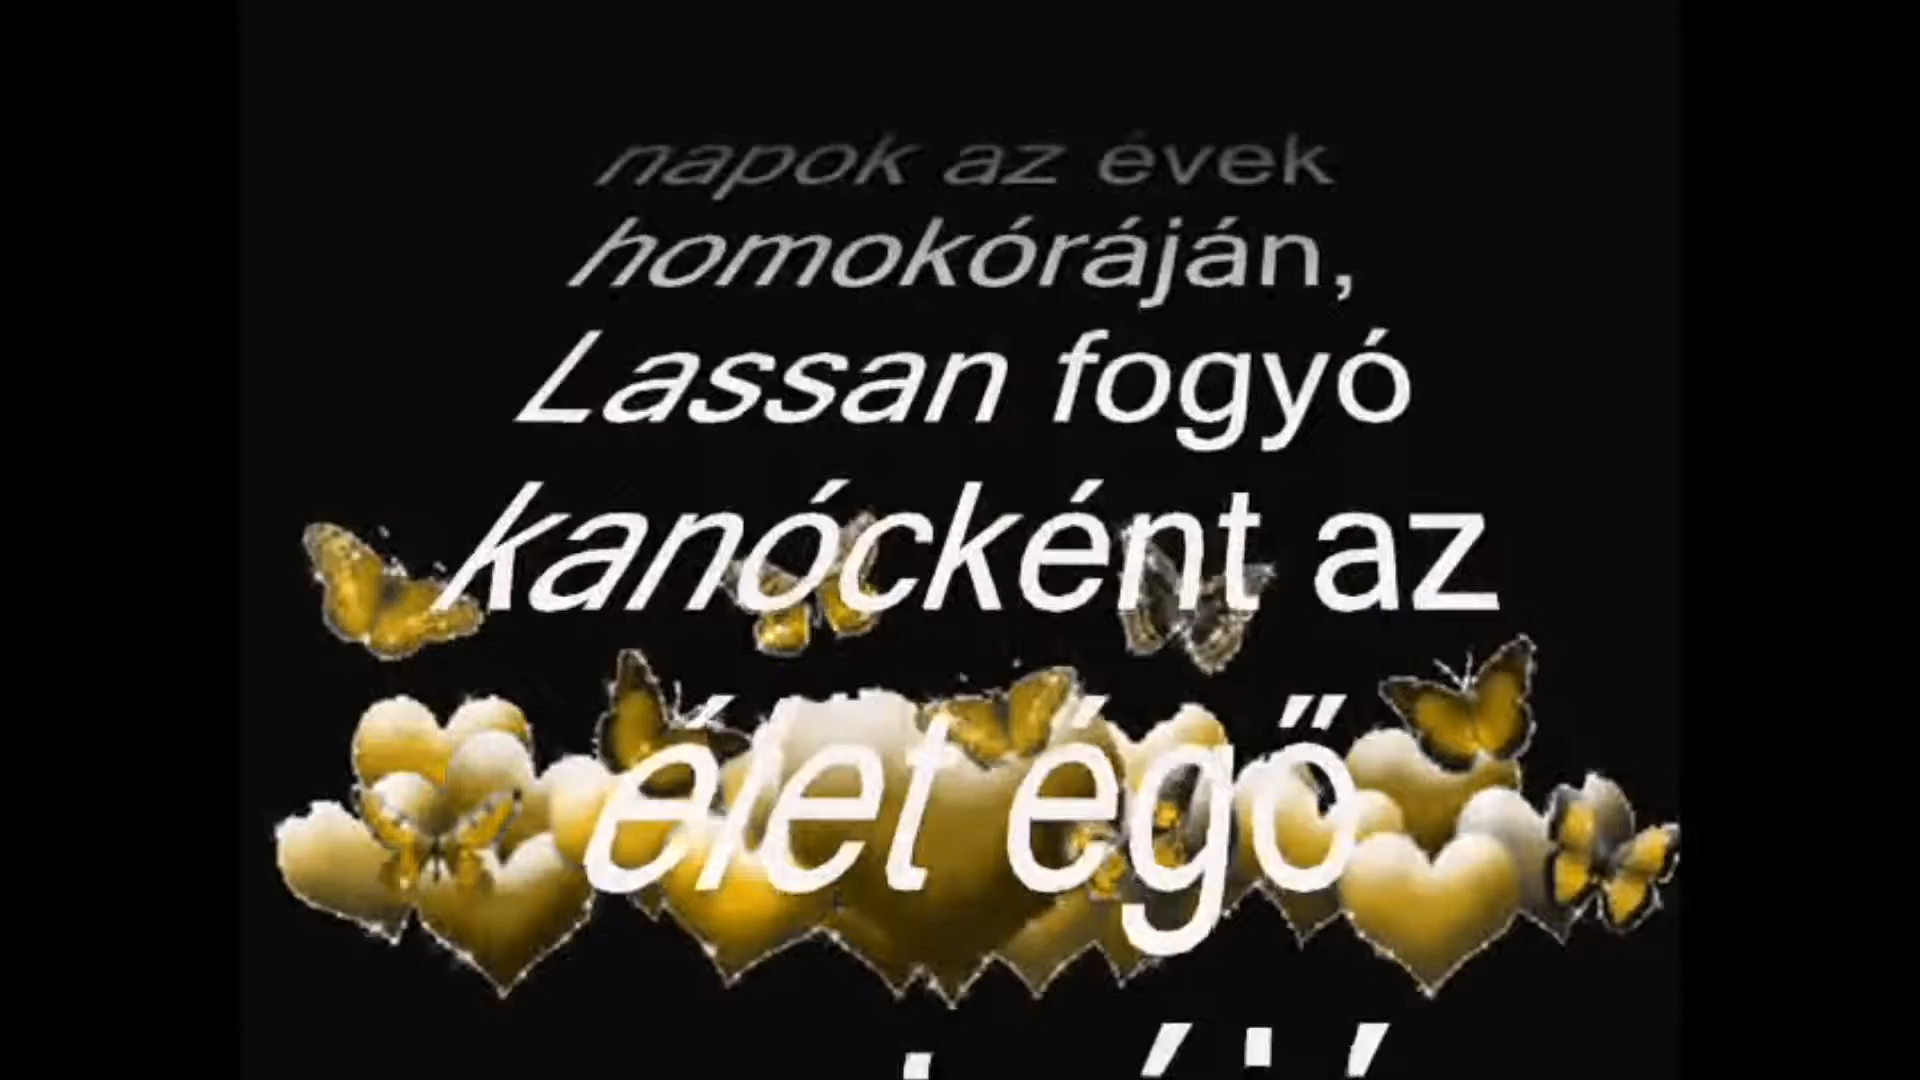 napok az évek
homokóráján,
Lassan fogyó
kanócként az
élet égő